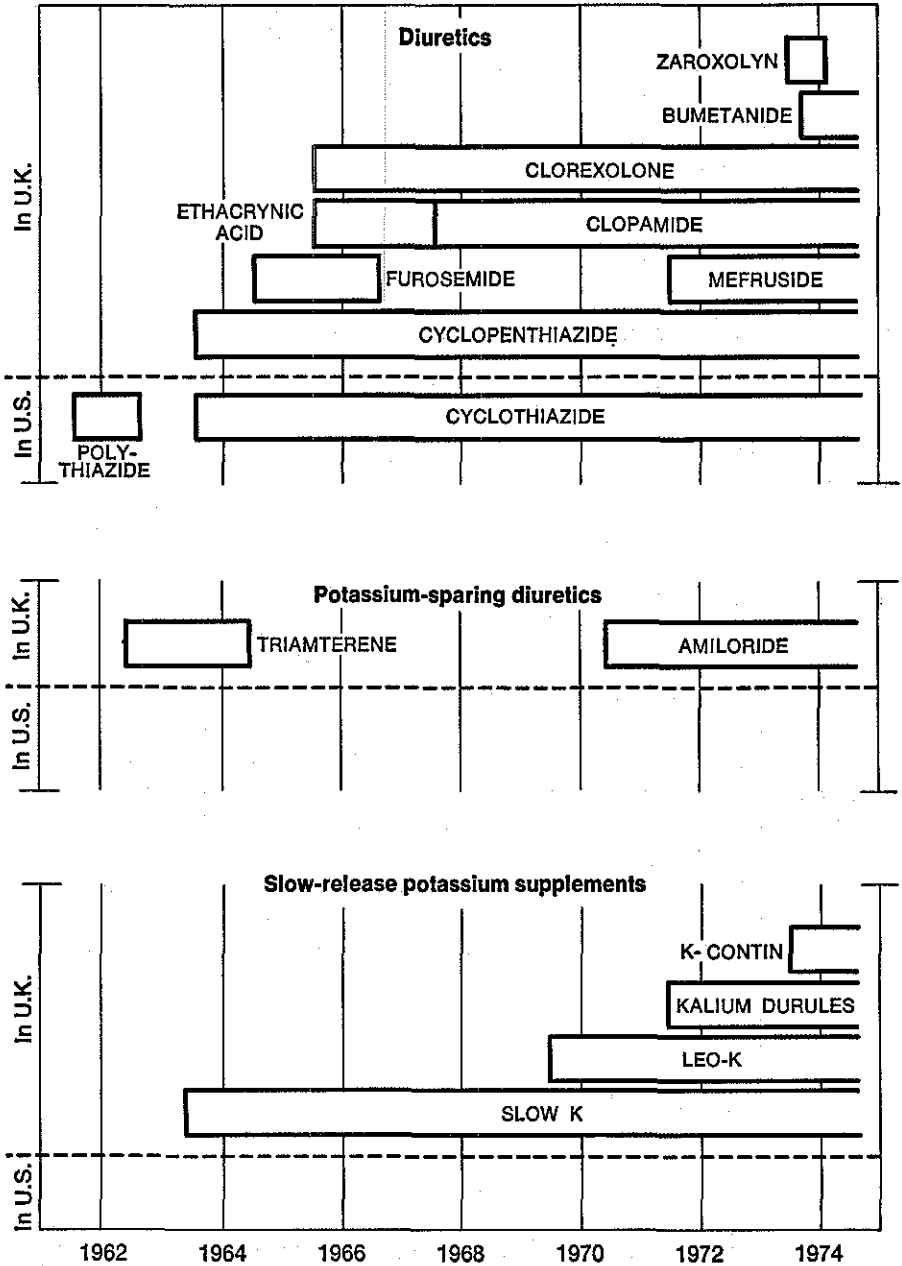 Diuretics
ZAROXOLYN
BUMETANIDE
CLOREXOLONE
ETHACRYNIC
ACID
CLOPAMIDE
FUROSEMIDE
MEFRUSIDE
CYCLOPENTHIAZIDE
In U.K.
CYCLOTHIAZIDE
POLY-
THIAZIDE
In U.S.
Potassium-sparing diuretics
TRIAMTERENE
AMILORIDE
In U.K.
In U.S.
Slow-release potassium supplements
K-CONTIN
KALIUM DURULES
LEO-K
SLOW K
In U.K.
In U.S.
1962 1964 1966 1968 1970 1972 1974